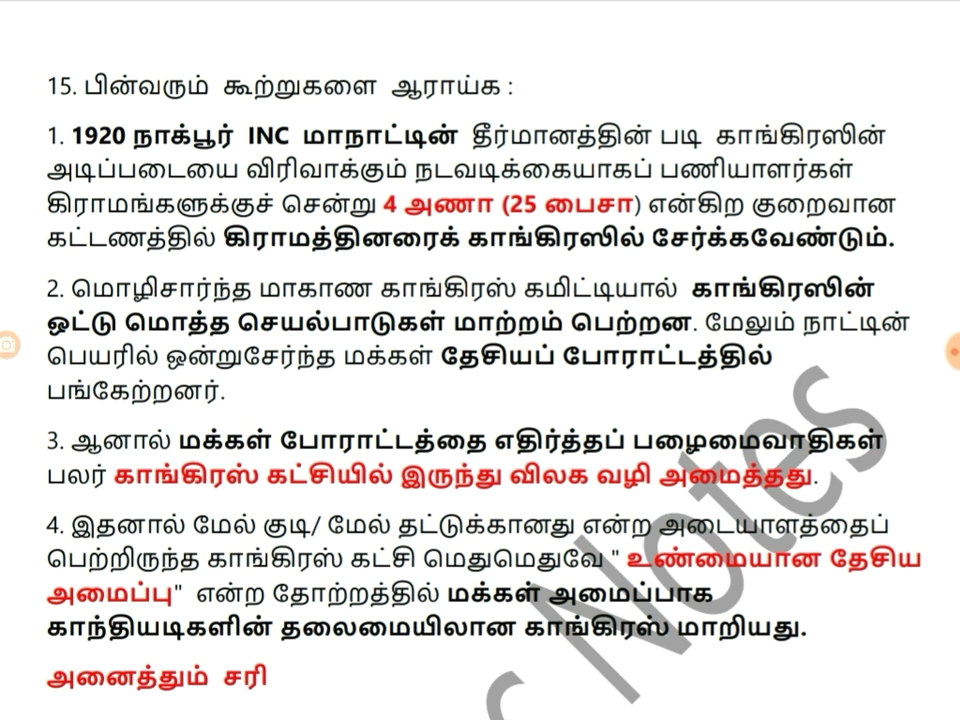 15. பின்வரும் கூற்றுகளை ஆராய்க :
1. 1920 நாக்பூர் INC மாநாட்டின் தீர்மானத்தின் படி காங்கிரஸின்
அடிப்படையை விரிவாக்கும் நடவடிக்கையாகப் பணியாளர்கள்
கிராமங்களுக்குச் சென்று 4 அணா (25 பைசா) என்கிற குறைவான
கட்டணத்தில் கிராமத்தினரைக் காங்கிரஸில் சேர்க்கவேண்டும்.
2. மொழிசார்ந்த மாகாண காங்கிரஸ் கமிட்டியால் காங்கிரஸின்
ஒட்டு மொத்த செயல்பாடுகள் மாற்றம் பெற்றன. மேலும் நாட்டின்
பெயரில் ஒன்றுசேர்ந்த மக்கள் தேசியப் போராட்டத்தில்
பங்கேற்றனர்.
3. ஆனால் மக்கள் போராட்டத்தை எதிர்த்தப் பழைமைவாதிகள்
பலர் காங்கிரஸ் கட்சியில் இருந்து விலக வழி அமைத்தது.
4. இதனால் மேல் குடி/ மேல் தட்டுக்கானது என்ற அடையாளத்தைப்
பெற்றிருந்த காங்கிரஸ் கட்சி மெதுமெதுவே " உண்மையான தேசிய
அமைப்பு" என்ற தோற்றத்தில் மக்கள் அமைப்பாக
காந்தியடிகளின் தலைமையிலான காங்கிரஸ் மாறியது.
அனைத்தும் சரி
Notes